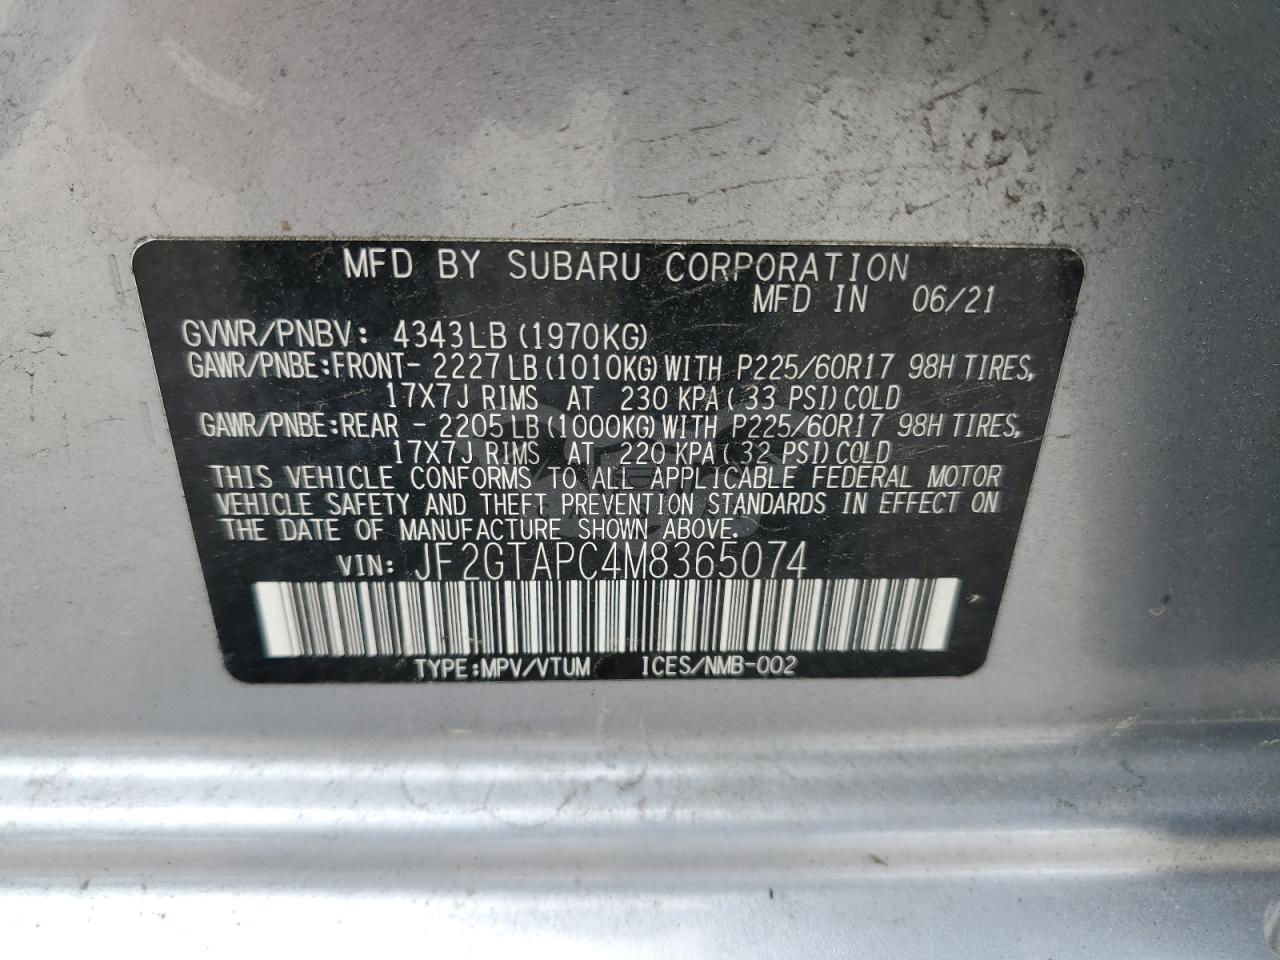 MFD BY SUBARU CORPORATION
MFD IN 06/21
GVWR/PNBV: 4343LB (1970KG)
GAWR/PNBE:FRONT- 2227LB (1010KG) WITH P225/60R17 98H TIRES,
17X7J RIMS AT 230 KPA (33 PSI) COLD
GAWR/PNBE:REAR - 2205LB (1000KG) WITH P225/60R17 98H TIRES,
17X7J RIMS AT 220 KPA (32 PSI) COLD
THIS VEHICLE CONFORMS TO ALL APPLICABLE FEDERAL MOTOR
VEHICLE SAFETY AND THEFT PREVENTION STANDARDS IN EFFECT ON
THE DATE OF MANUFACTURE SHOWN ABOVE.
VIN: JF2GTAPC4M8365074
TYPE:MPV/VTUM ICES/NMB-002